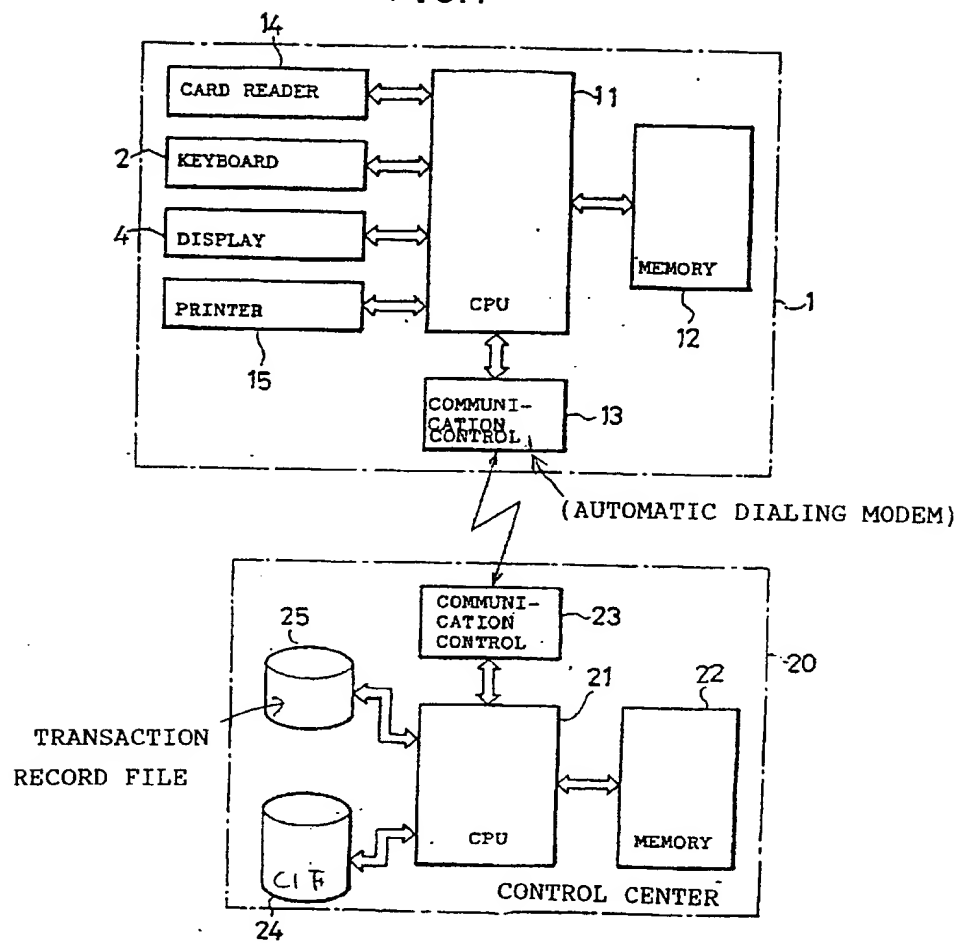 14
CARD READER
11
2
KEYBOARD
4
DISPLAY
MEMORY
PRINTER
CPU
1
12
15
COMMUNI-
CATION
CONTROL
13
(AUTOMATIC DIALING MODEM)
COMMUNI-
CATION
CONTROL
23
25
20
21
22
TRANSACTION
RECORD FILE
CPU
MEMORY
CIF
CONTROL CENTER
24